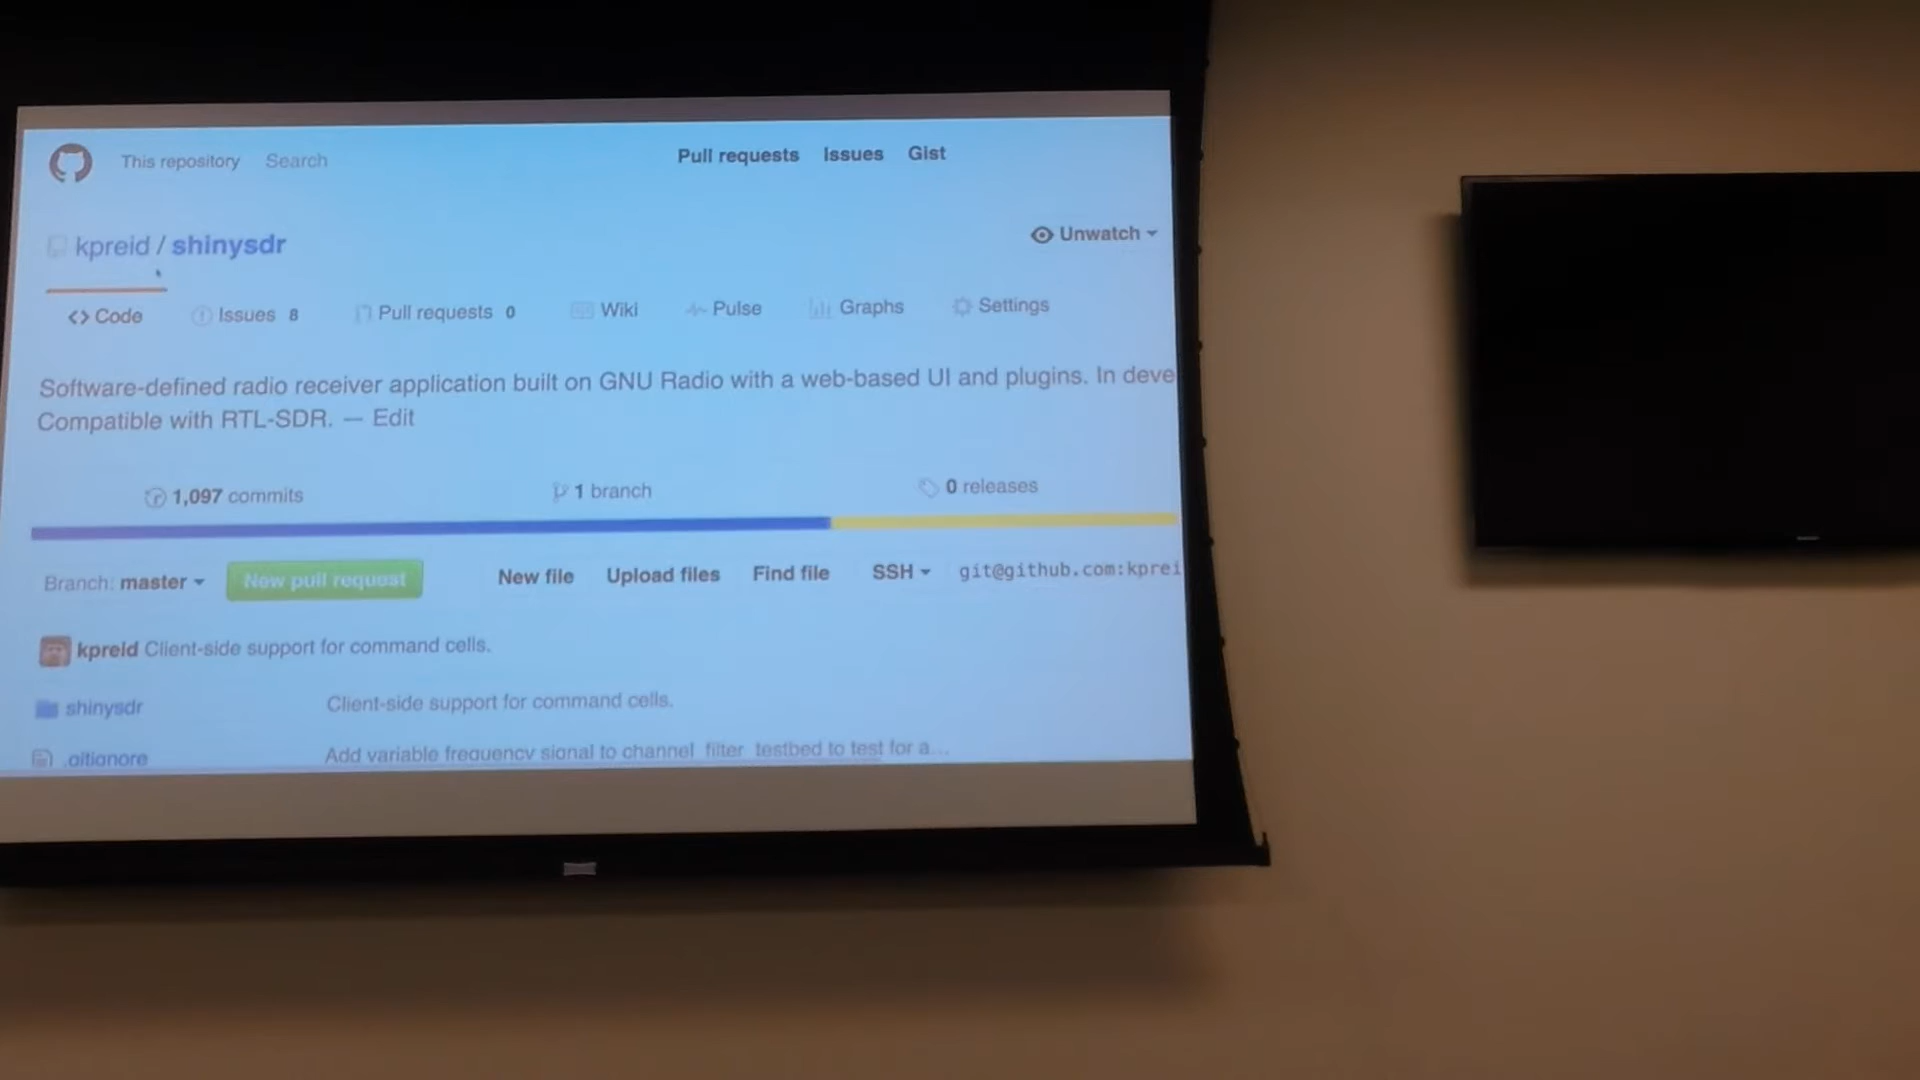 This repository Search Pull requests Issues Gist
kpreid / shinysdr Unwatch
Code Issues 8 Pull requests 0 Wiki Pulse Graphs Settings
Software-defined radio receiver application built on GNU Radio with a web-based UI and plugins. In deve
Compatible with RTL-SDR. — Edit
1,097 commits 1 branch 0 releases
Branch: master New pull request New file Upload files Find file SSH git@github.com:kprei
kpreid Client-side support for command cells.
shinysdr Client-side support for command cells.
.gitignore Add variable frequency signal to channel_filter_testbed to test for a...